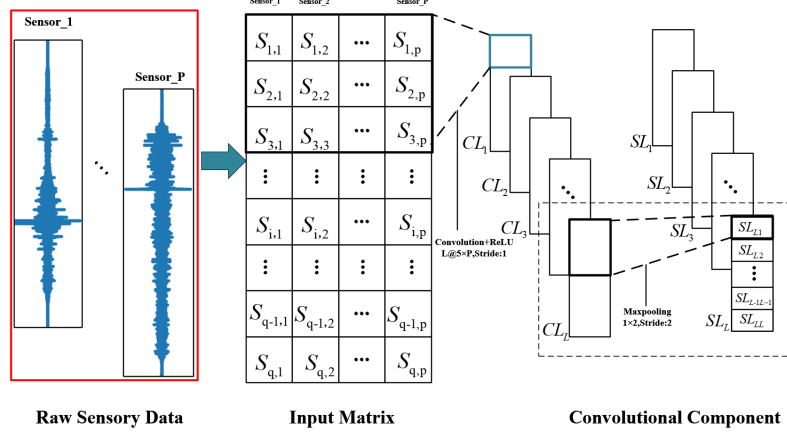 Sensor_1 Sensor_2 Sensor_P
Sensor_1
Sensor_P
S1,1 S1,2 ... S1,p
S2,1 S2,2 ... S2,p
S3,1 S3,3 ... S3,p
Si,1 Si,2 ... Si,p
Sq-1,1 Sq-1,2 ... Sq-1,p
Sq,1 Sq,2 ... Sq,p
Convolution+ReLU
L@5×P,Stride:1
CL1
CL2
CL3
CLL
Maxpooling
1×2,Stride:2
SL1
SL2
SL3
SLL
SLL1
SLL2
SLL-1L-1
SLLL
Raw Sensory Data
Input Matrix
Convolutional Component